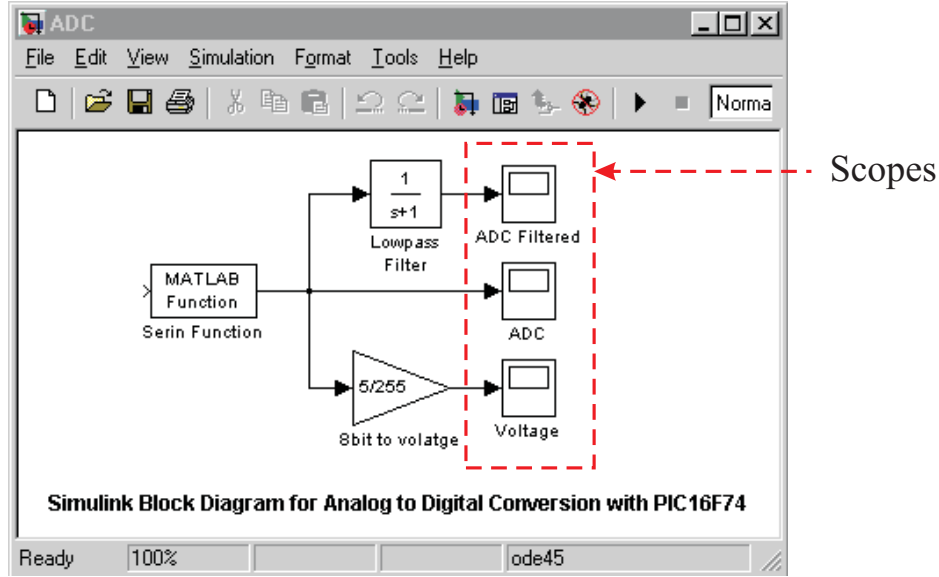 ADC
File Edit View Simulation Format Tools Help
Norma
Scopes
1
s+1
Lowpass
Filter
ADC Filtered
MATLAB
Function
Serin Function
ADC
5/255
8bit to volatge
Voltage
Simulink Block Diagram for Analog to Digital Conversion with PIC16F74
Ready 100% ode45